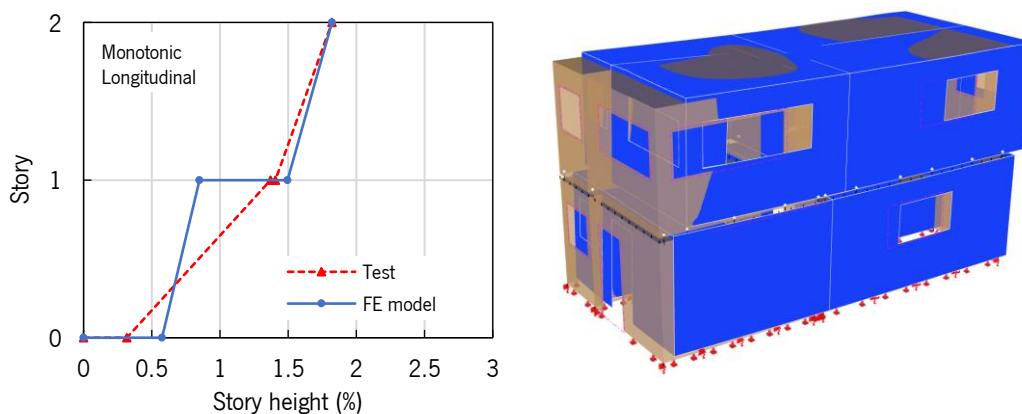 2
1
0
Story
Monotonic
Longitudinal
Test
FE model
0 0.5 1 1.5 2 2.5 3
Story height (%)